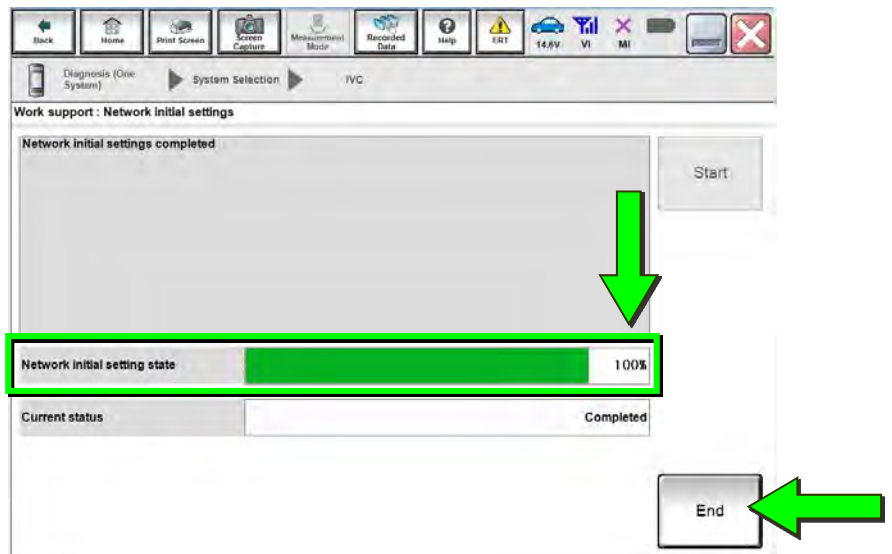 Back
Home
Print Screen
Screen
Capture
Measurement
Mode
Recorded
Data
Help
ERT
14.6V
VI
MI
Diagnosis (One
System)
System Selection
IVC
Work support : Network initial settings
Network initial settings completed
Start
Network initial setting state
100%
Current status
Completed
End